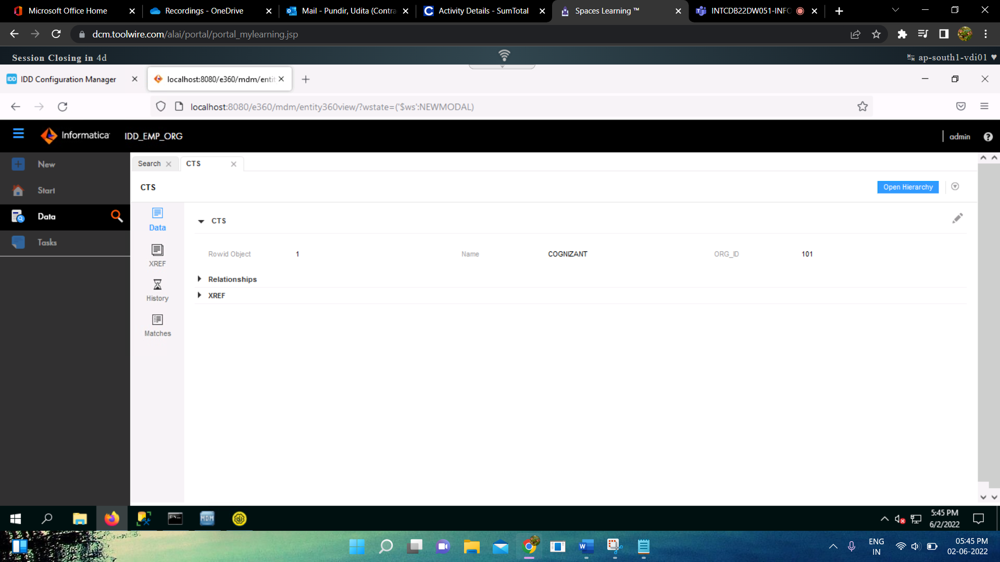 Microsoft Office Home
Recordings - OneDrive
Mail - Pundir, Udita (Contra
Activity Details - SumTotal
Spaces Learning ™
INTCDB22DW051-INFO
dcm.toolwire.com/alai/portal/portal_mylearning.jsp
Session Closing in 4d
ap-south1-vdi01 ♥
IDD IDD Configuration Manager
localhost:8080/e360/mdm/entit
localhost:8080/e360/mdm/entity360view/?wstate=('$ws':NEWMODAL)
Informatica IDD_EMP_ORG
admin
New
Start
Data
Tasks
Search
CTS
CTS
Open Hierarchy
Data
XREF
History
Matches
CTS
Rowid Object 1 Name COGNIZANT ORG_ID 101
Relationships
XREF
MDM
5:45 PM
6/2/2022
ENG
IN
05:45 PM
02-06-2022